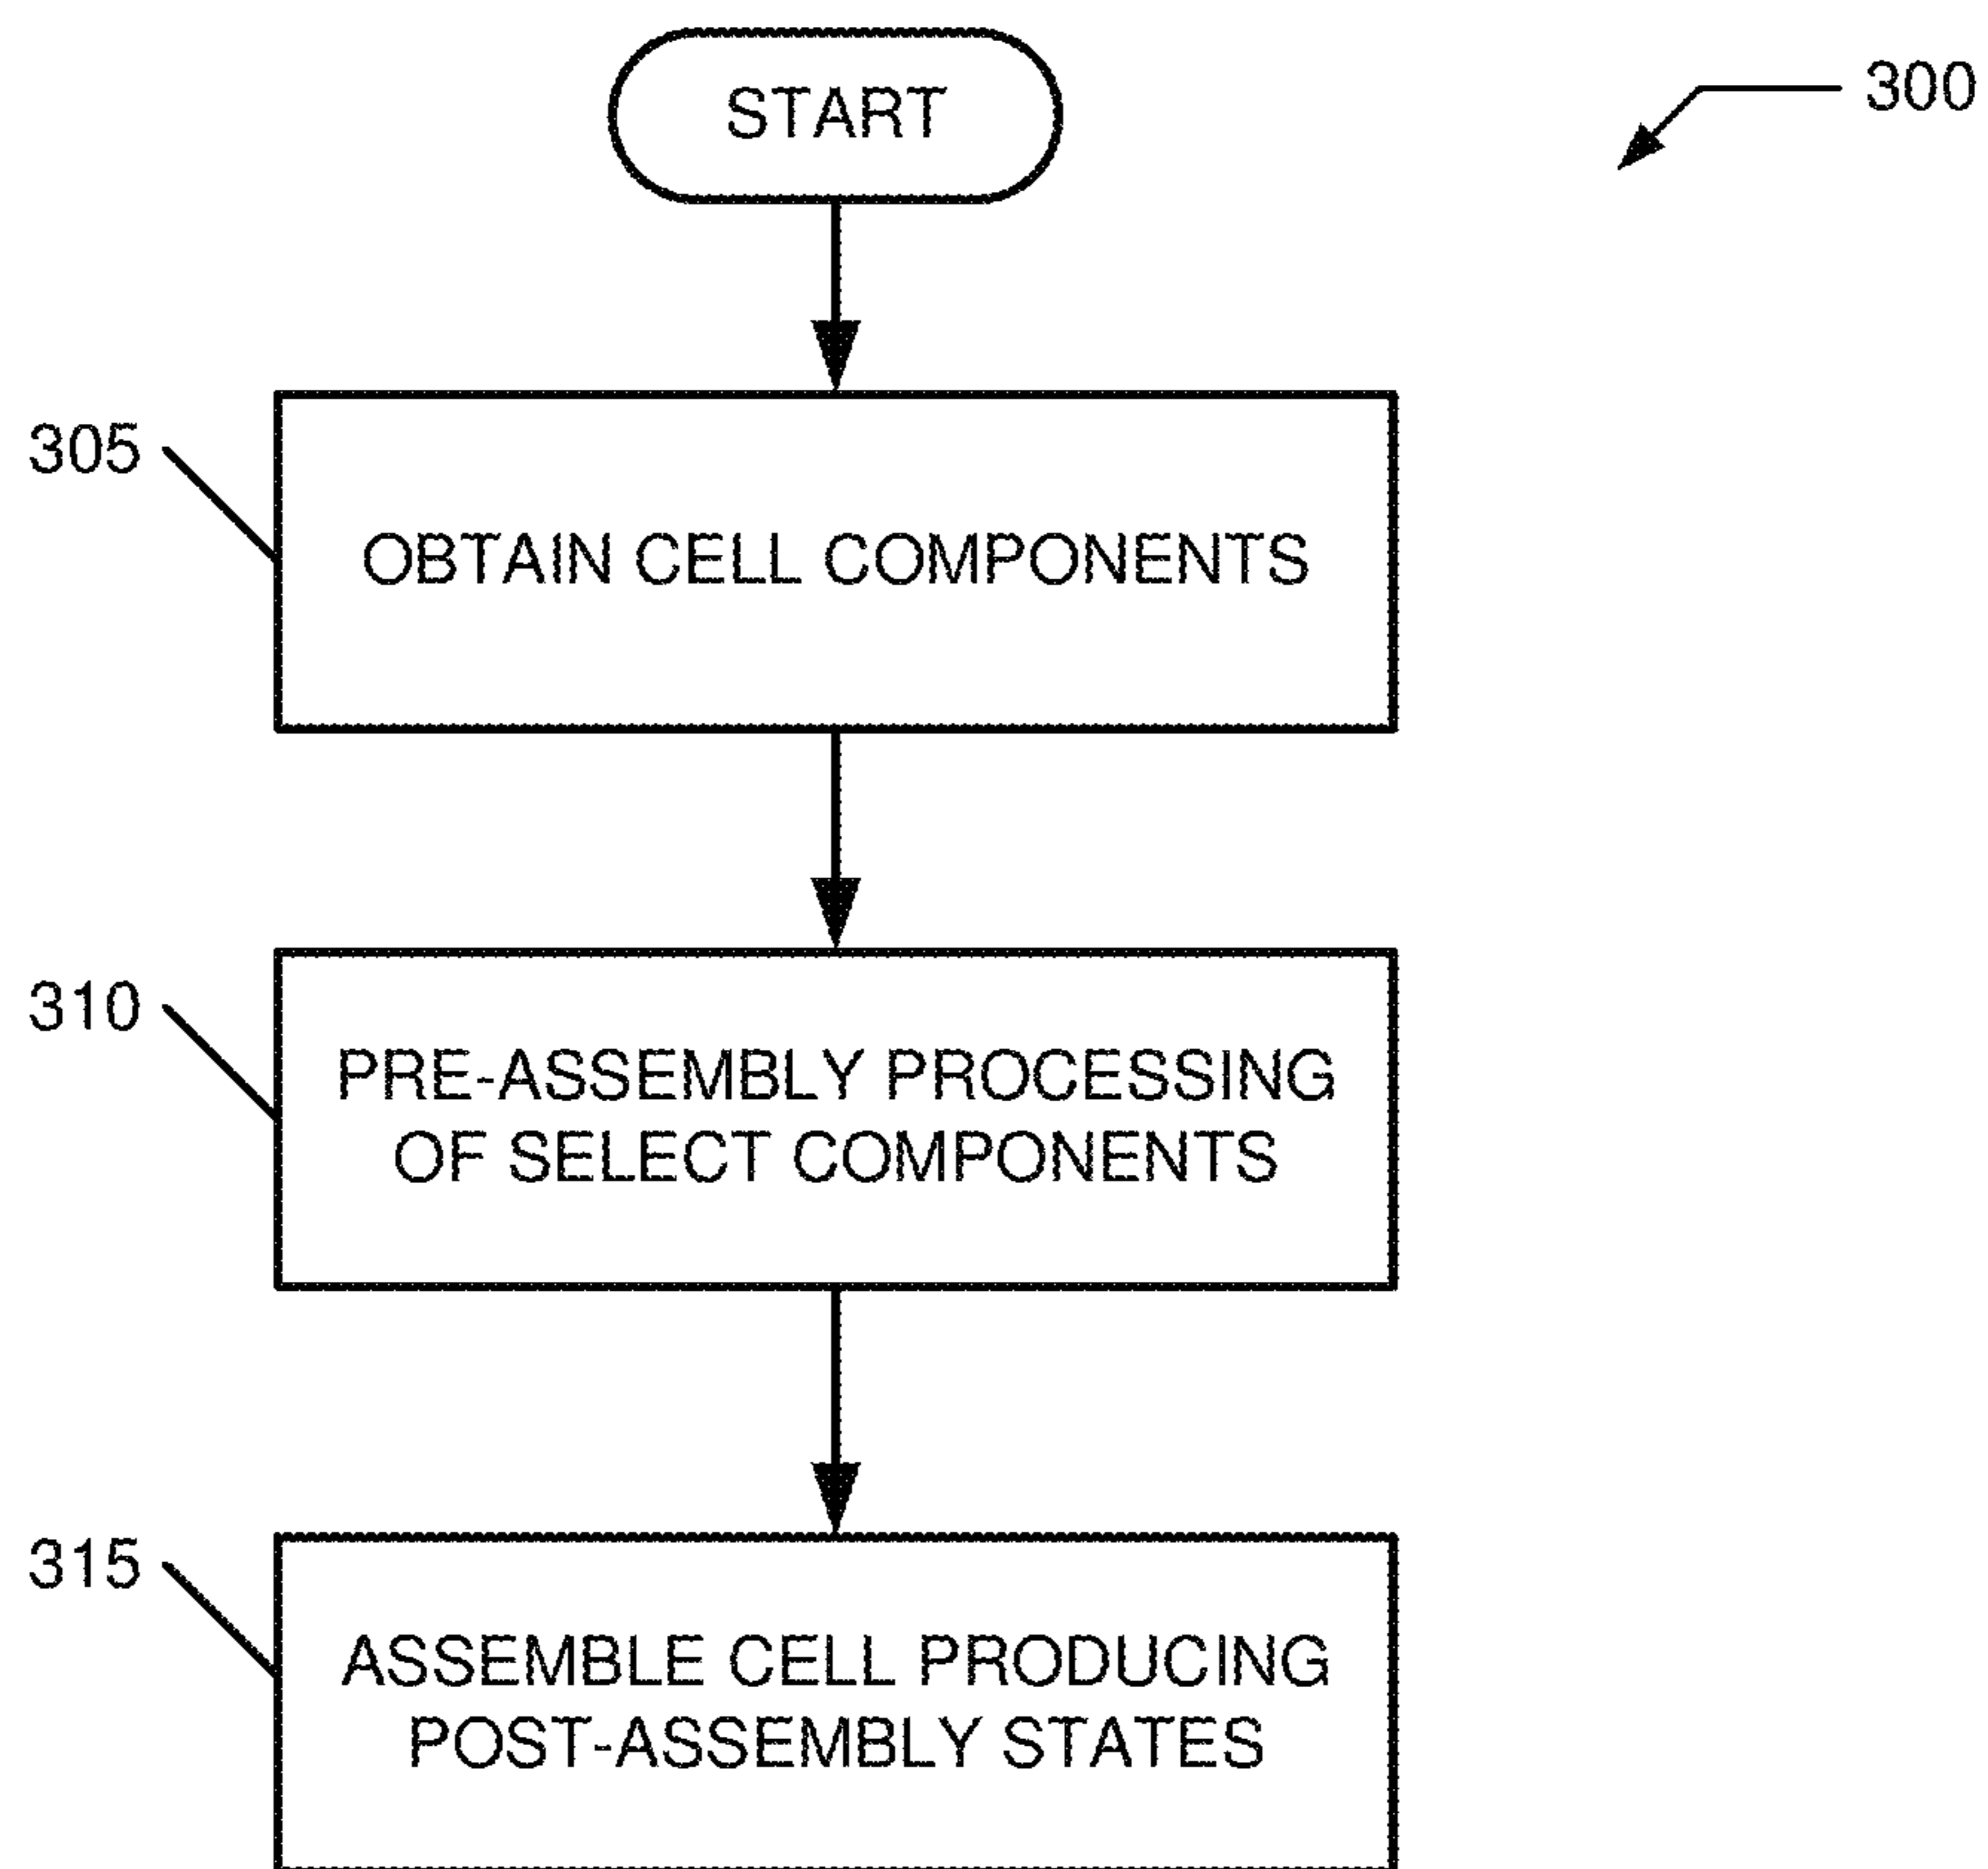 START
300
305
OBTAIN CELL COMPONENTS
310
PRE-ASSEMBLY PROCESSING
OF SELECT COMPONENTS
315
ASSEMBLE CELL PRODUCING
POST-ASSEMBLY STATES